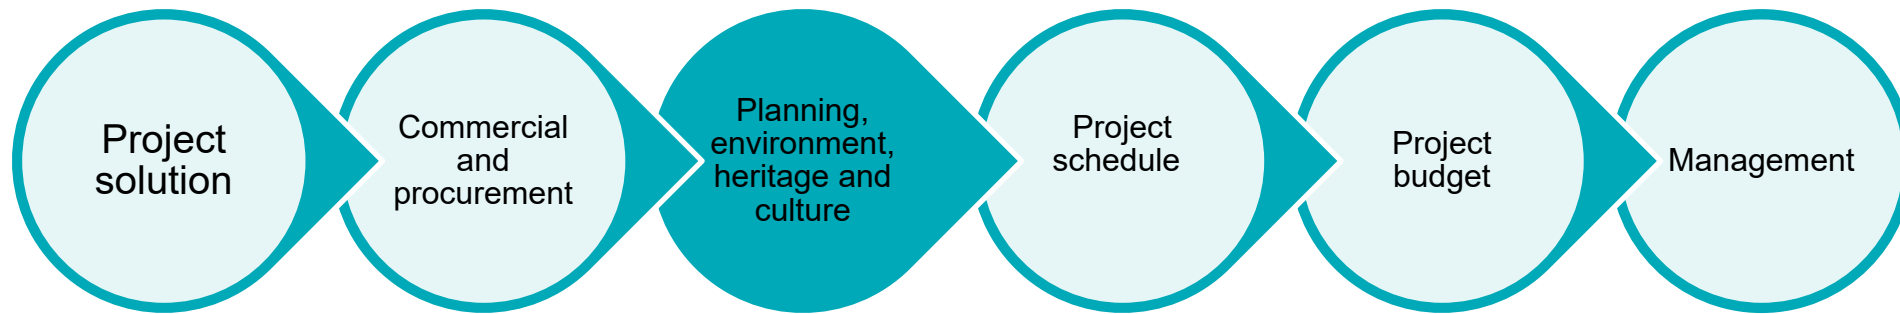 Project
solution
Commercial
and
procurement
Planning,
environment,
heritage and
culture
Project
schedule
Project
budget
Management